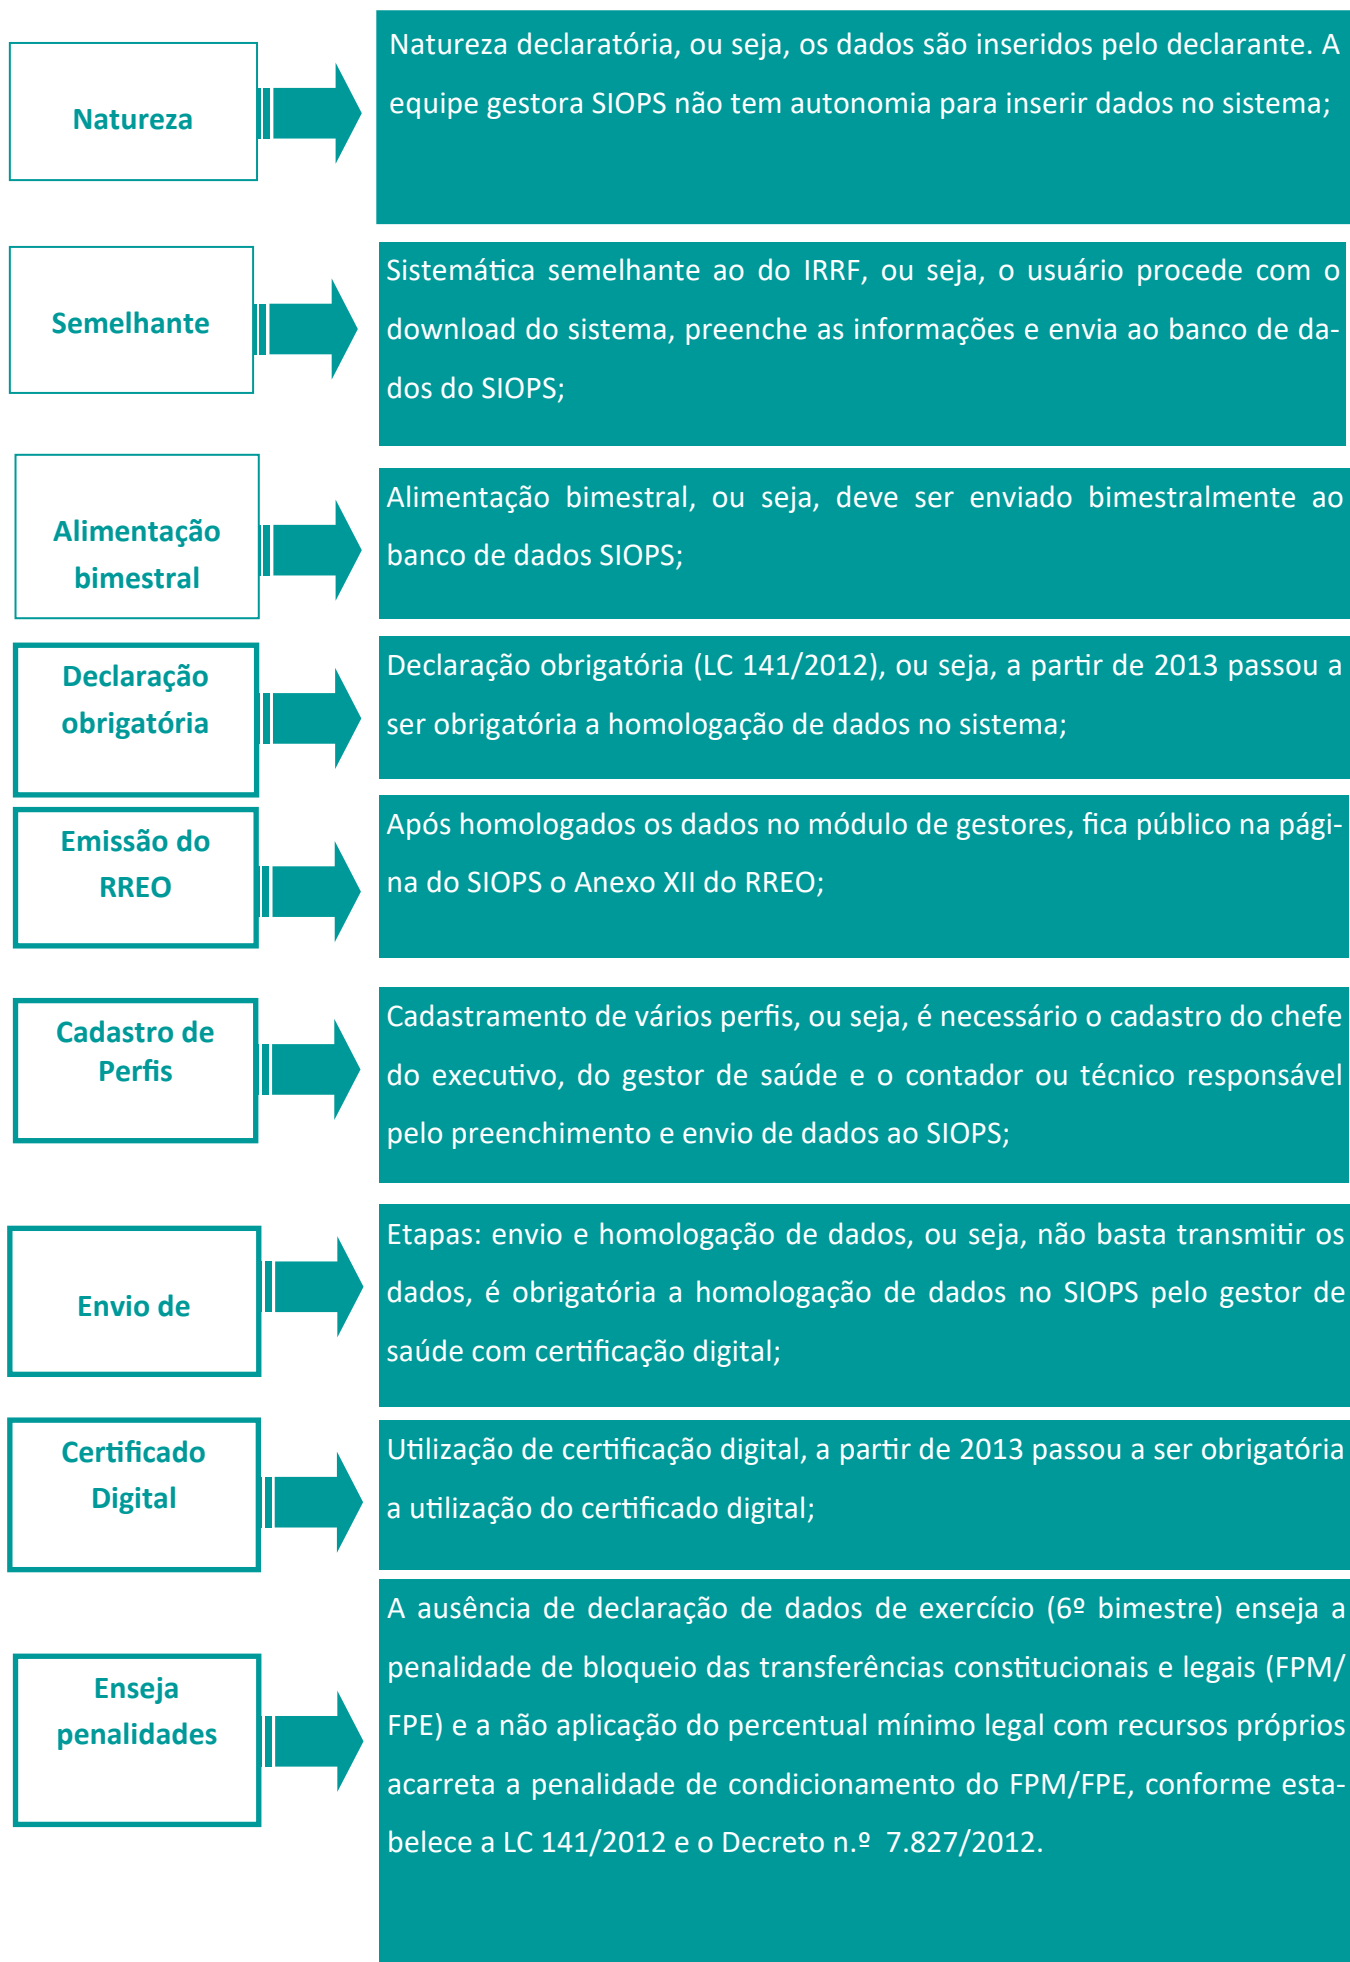 Natureza
Natureza declaratória, ou seja, os dados são inseridos pelo declarante. A
equipe gestora SIOPS não tem autonomia para inserir dados no sistema;
Semelhante
Sistemática semelhante ao do IRRF, ou seja, o usuário procede com o
download do sistema, preenche as informações e envia ao banco de da-
dos do SIOPS;
Alimentação
bimestral
Alimentação bimestral, ou seja, deve ser enviado bimestralmente ao
banco de dados SIOPS;
Declaração
obrigatória
Declaração obrigatória (LC 141/2012), ou seja, a partir de 2013 passou a
ser obrigatória a homologação de dados no sistema;
Emissão do
RREO
Após homologados os dados no módulo de gestores, fica público na pági-
na do SIOPS o Anexo XII do RREO;
Cadastro de
Perfis
Cadastramento de vários perfis, ou seja, é necessário o cadastro do chefe
do executivo, do gestor de saúde e o contador ou técnico responsável
pelo preenchimento e envio de dados ao SIOPS;
Envio de
Etapas: envio e homologação de dados, ou seja, não basta transmitir os
dados, é obrigatória a homologação de dados no SIOPS pelo gestor de
saúde com certificação digital;
Certificado
Digital
Utilização de certificação digital, a partir de 2013 passou a ser obrigatória
a utilização do certificado digital;
Enseja
penalidades
A ausência de declaração de dados de exercício (6º bimestre) enseja a
penalidade de bloqueio das transferências constitucionais e legais (FPM/
FPE) e a não aplicação do percentual mínimo legal com recursos próprios
acarreta a penalidade de condicionamento do FPM/FPE, conforme esta-
belece a LC 141/2012 e o Decreto n.º 7.827/2012.